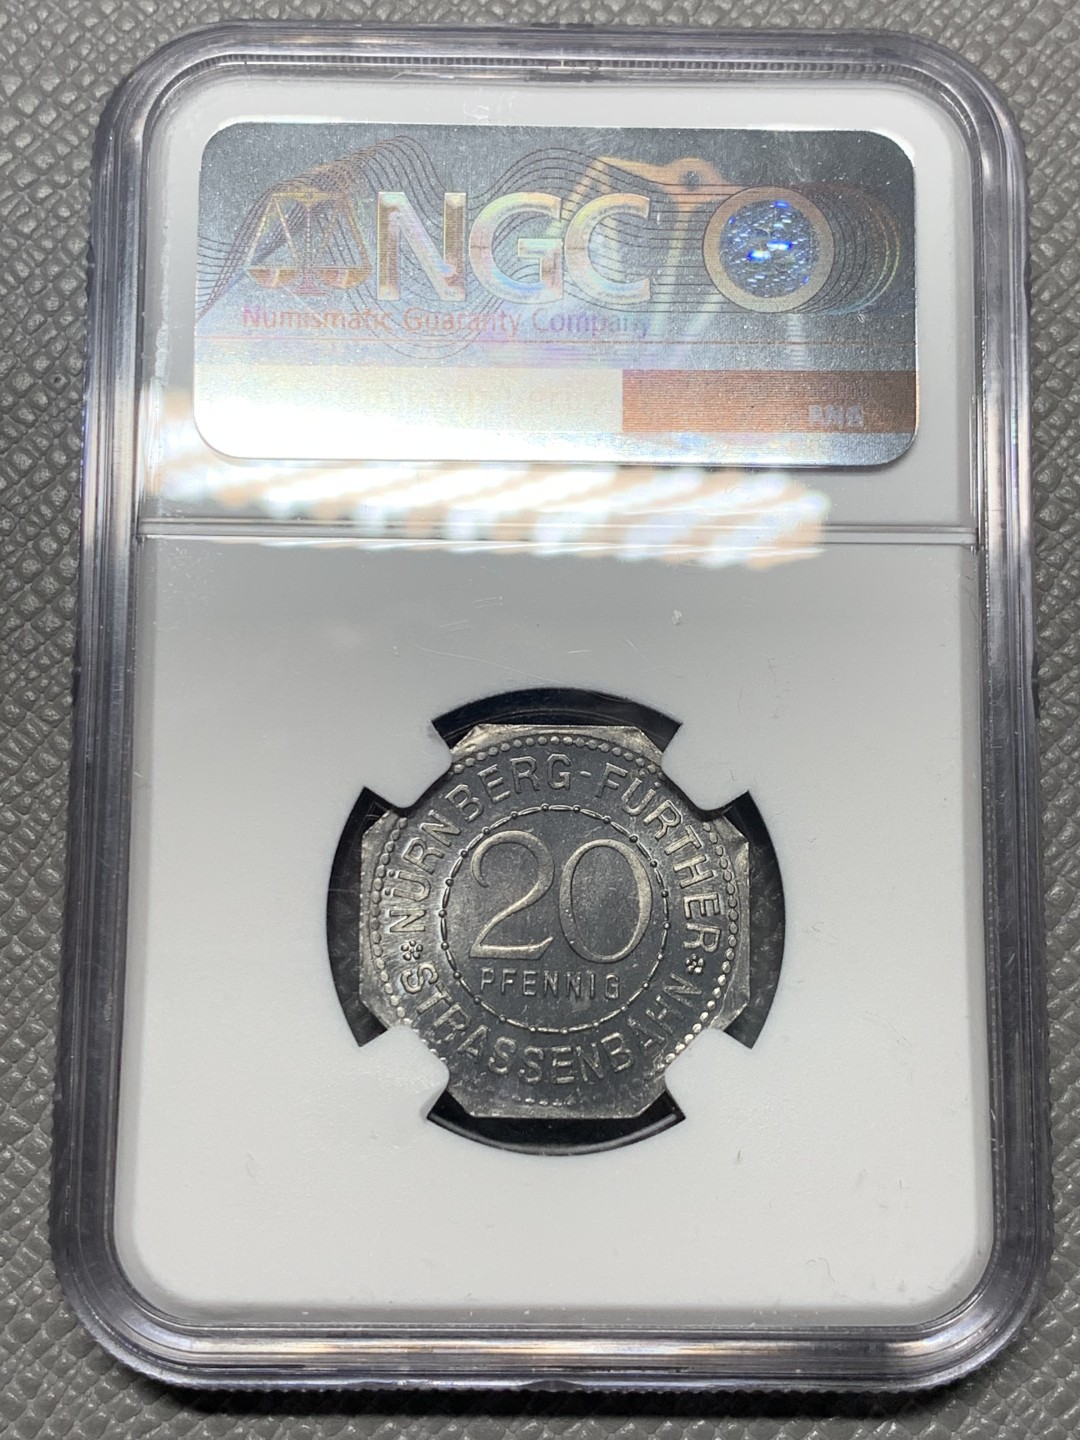 NGC
Numismatic Guaranty Company
NÜRNBERG-FÜRTHER
20
PFENNIG
STRASSENBAHN